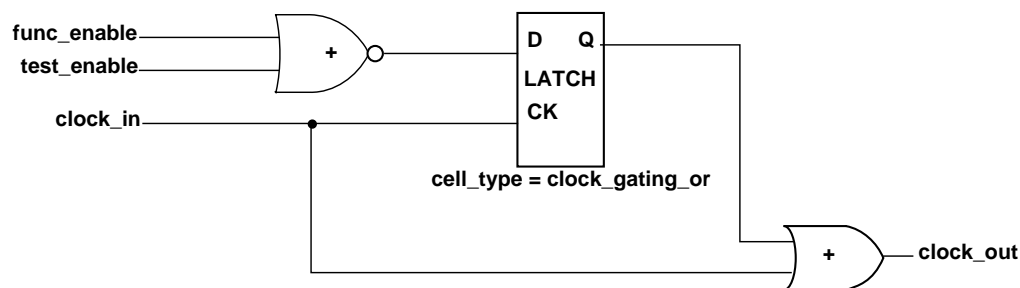 func_enable
test_enable
+
D Q
LATCH
CK
clock_in
cell_type = clock_gating_or
+
clock_out